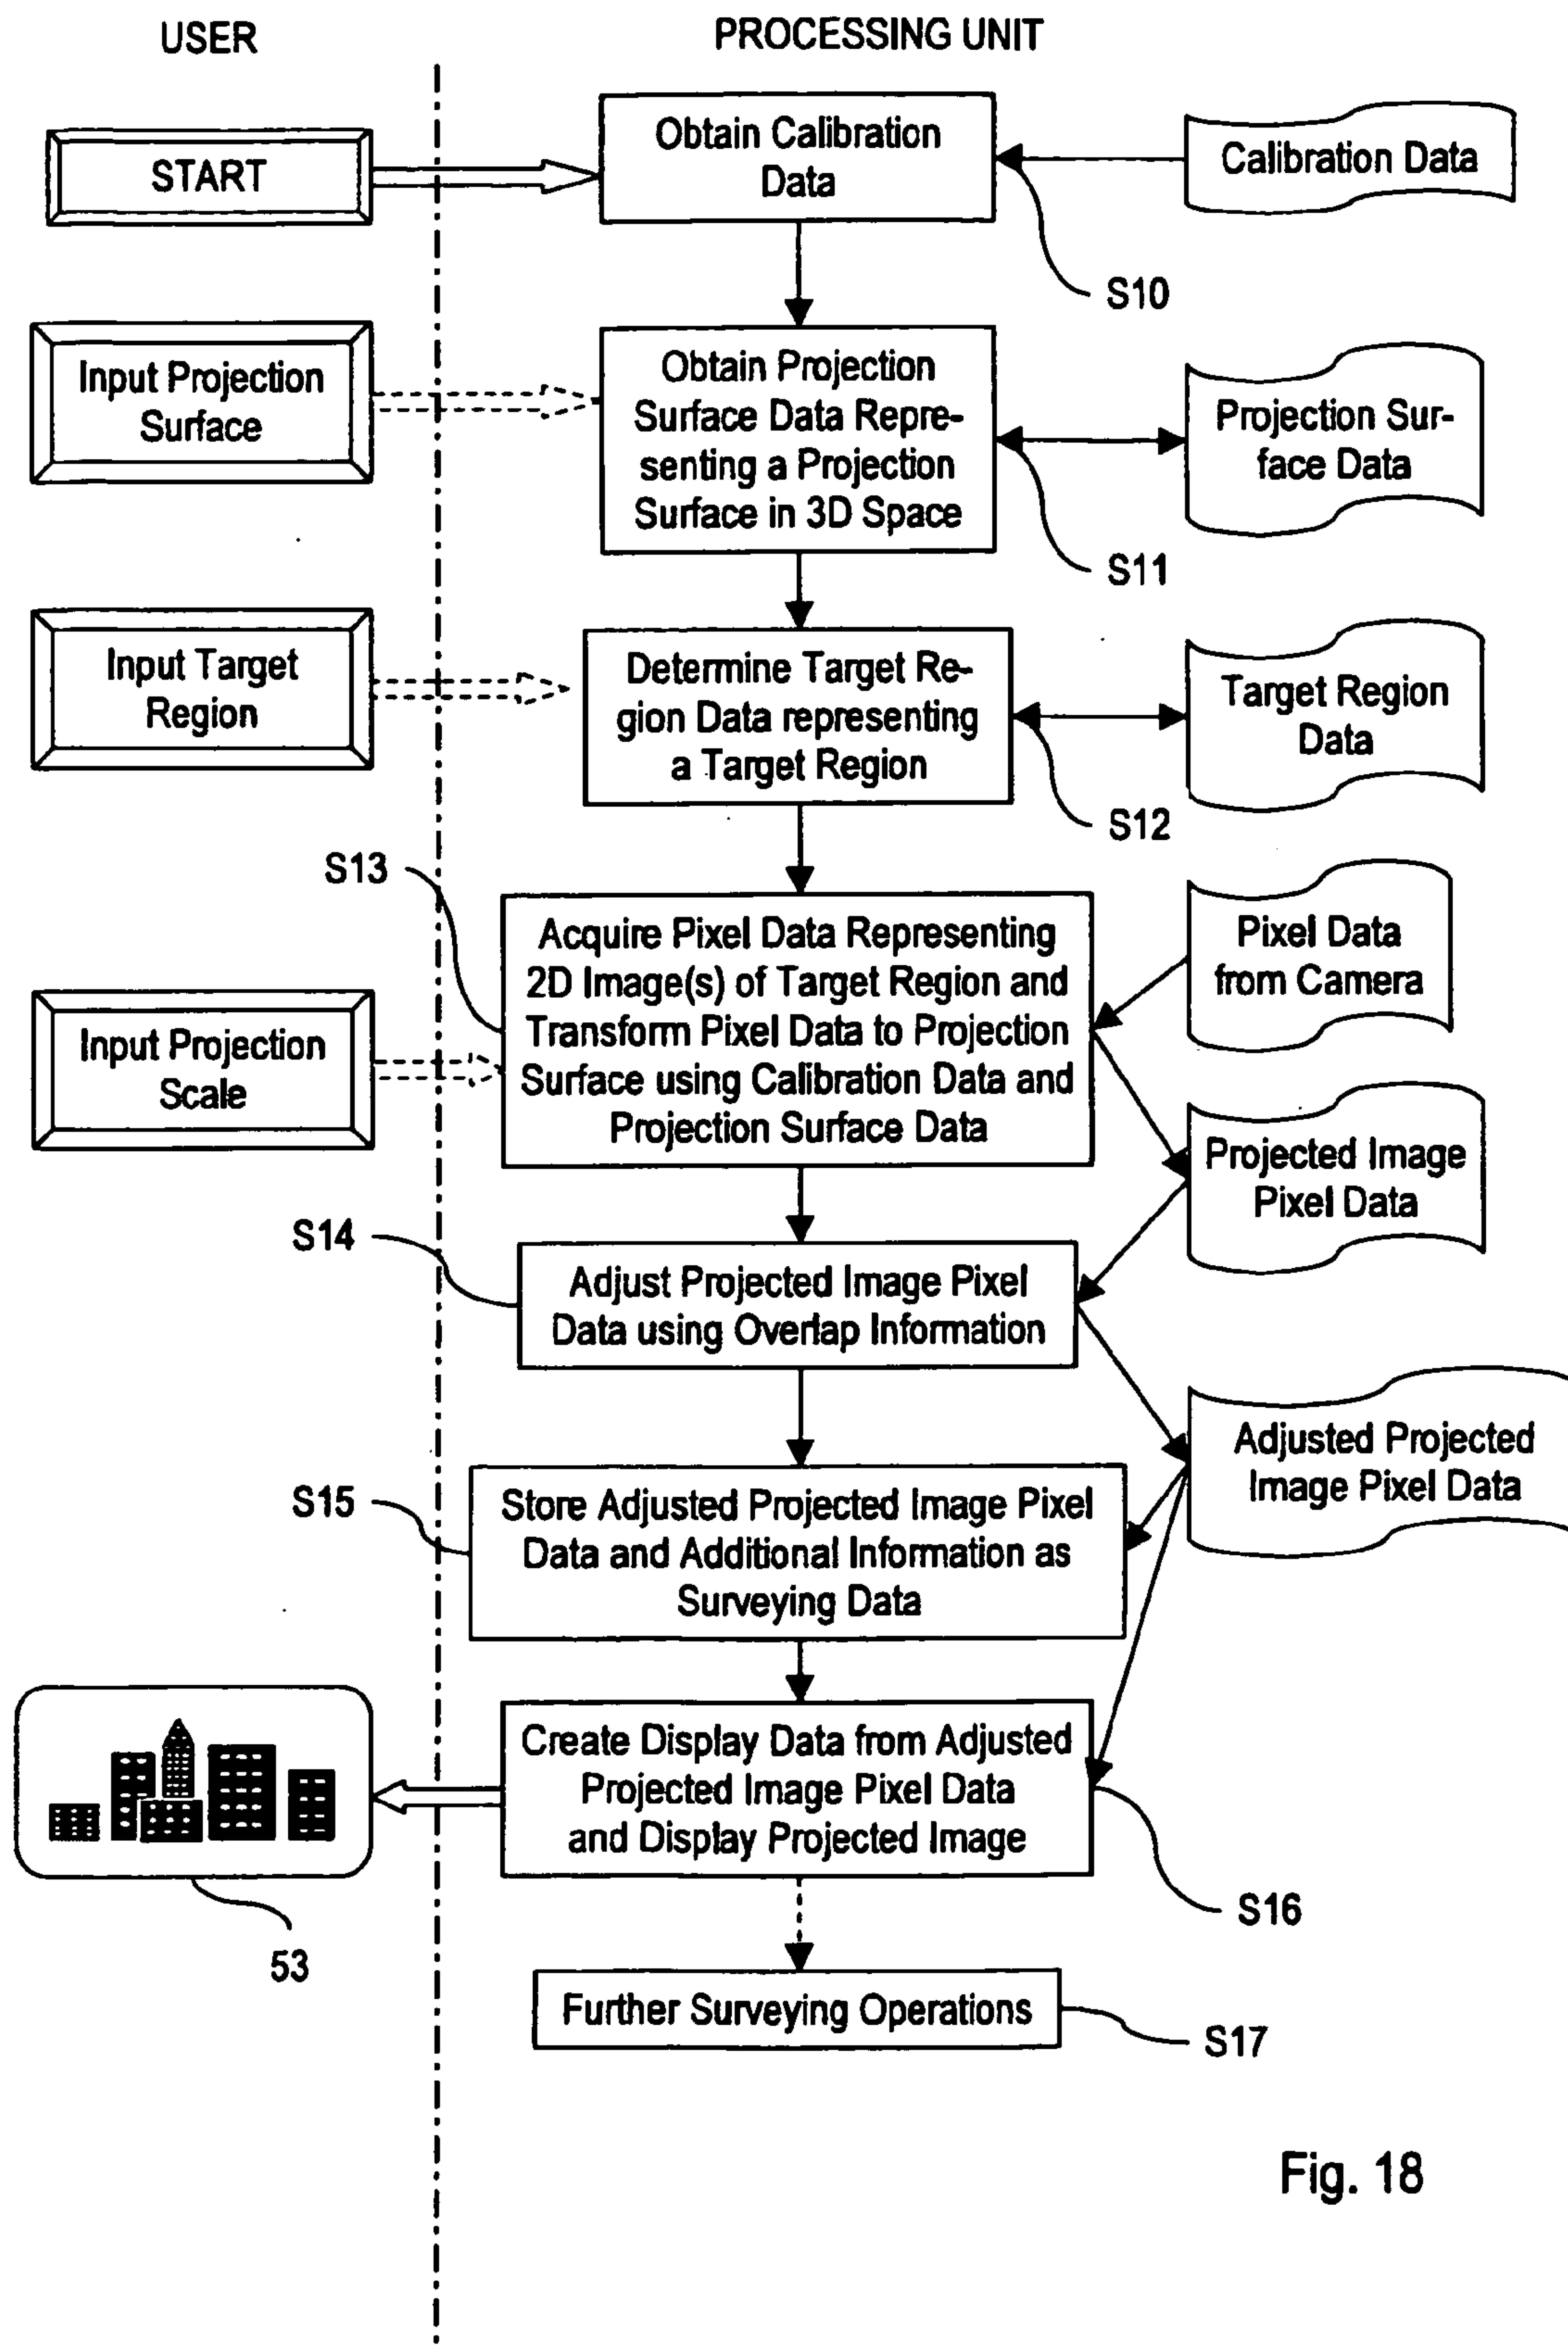 USER
PROCESSING UNIT
START
Obtain Calibration
Data
Calibration Data
S10
Input Projection
Surface
Obtain Projection
Surface Data Repre-
senting a Projection
Surface in 3D Space
Projection Sur-
face Data
S11
Input Target
Region
Determine Target Re-
gion Data representing
a Target Region
Target Region
Data
S12
S13
Acquire Pixel Data Representing
2D Image(s) of Target Region and
Transform Pixel Data to Projection
Surface using Calibration Data and
Projection Surface Data
Pixel Data
from Camera
Input Projection
Scale
Projected Image
Pixel Data
S14
Adjust Projected Image Pixel
Data using Overlap Information
Adjusted Projected
Image Pixel Data
S15
Store Adjusted Projected Image Pixel
Data and Additional Information as
Surveying Data
Create Display Data from Adjusted
Projected Image Pixel Data
and Display Projected Image
S16
53
Further Surveying Operations
S17
Fig. 18